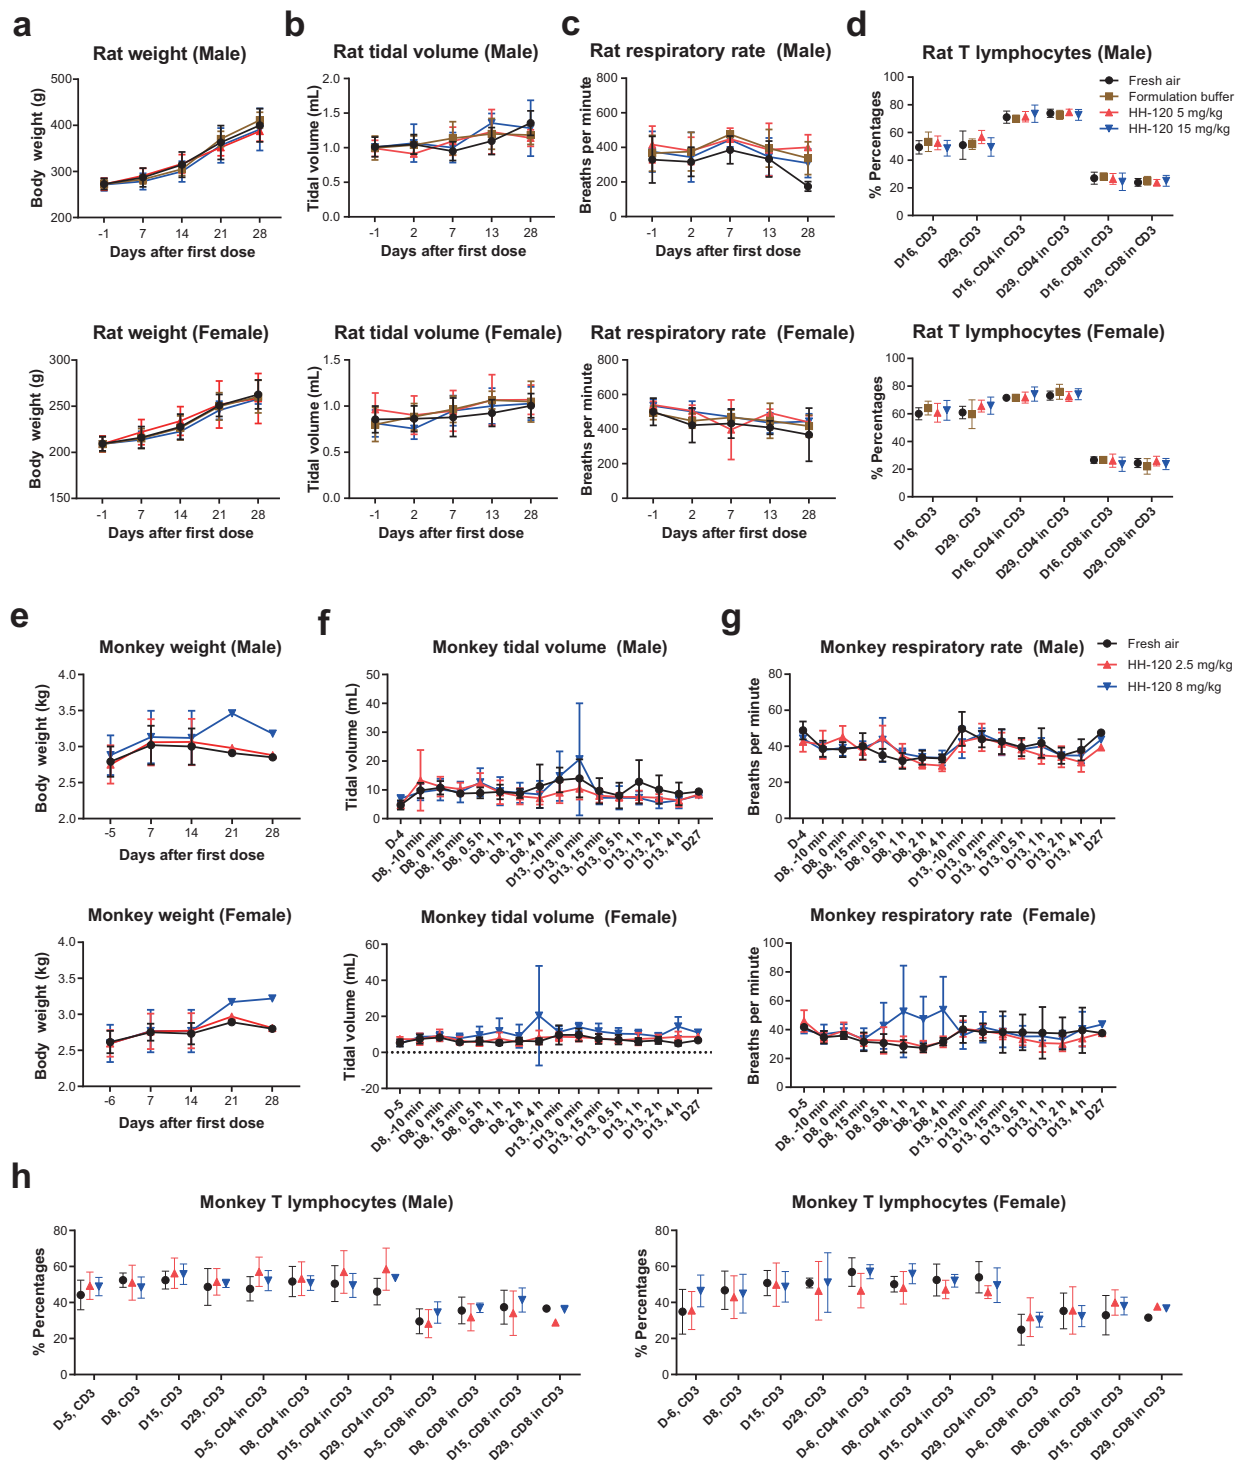 a
Rat weight (Male)
Body weight (g)
500
400
300
200
-1 7 14 21 28
Days after first dose
b
Rat tidal volume (Male)
Tidal volume (mL)
2.0
1.5
1.0
0.5
0.0
-1 2 7 13 28
Days after first dose
c
Rat respiratory rate (Male)
Breaths per minute
800
600
400
200
0
-1 2 7 13 28
Days after first dose
d
Rat T lymphocytes (Male)
% Percentages
100
80
60
40
20
0
D16, CD3
D29, CD3
D16, CD4 in CD3
D29, CD4 in CD3
D16, CD8 in CD3
D29, CD8 in CD3
Fresh air
Formulation buffer
HH-120 5 mg/kg
HH-120 15 mg/kg
Rat weight (Female)
Body weight (g)
300
250
200
150
-1 7 14 21 28
Days after first dose
Rat tidal volume (Female)
Tidal volume (mL)
1.5
1.0
0.5
0.0
-1 2 7 13 28
Days after first dose
Rat respiratory rate (Female)
Breaths per minute
800
600
400
200
0
-1 2 7 13 28
Days after first dose
Rat T lymphocytes (Female)
% Percentages
100
80
60
40
20
0
D16, CD3
D29, CD3
D16, CD4 in CD3
D29, CD4 in CD3
D16, CD8 in CD3
D29, CD8 in CD3
e
Monkey weight (Male)
Body weight (kg)
4.0
3.5
3.0
2.5
2.0
-5 7 14 21 28
Days after first dose
f
Monkey tidal volume (Male)
Tidal volume (mL)
50
40
30
20
10
0
D-4
D8, -10 min
D8, 0 min
D8, 15 min
D8, 0.5 h
D8, 1 h
D8, 2 h
D8, 4 h
D13, -10 min
D13, 0 min
D13, 15 min
D13, 0.5 h
D13, 1 h
D13, 2 h
D13, 4 h
D27
g
Monkey respiratory rate (Male)
Breaths per minute
80
60
40
20
0
D-4
D8, -10 min
D8, 0 min
D8, 15 min
D8, 0.5 h
D8, 1 h
D8, 2 h
D8, 4 h
D13, -10 min
D13, 0 min
D13, 15 min
D13, 0.5 h
D13, 1 h
D13, 2 h
D13, 4 h
D27
Fresh air
HH-120 2.5 mg/kg
HH-120 8 mg/kg
Monkey weight (Female)
Body weight (kg)
4.0
3.5
3.0
2.5
2.0
-6 7 14 21 28
Days after first dose
Monkey tidal volume (Female)
Tidal volume (mL)
60
40
20
0
-20
D-5
D8, -10 min
D8, 0 min
D8, 15 min
D8, 0.5 h
D8, 1 h
D8, 2 h
D8, 4 h
D13, -10 min
D13, 0 min
D13, 15 min
D13, 0.5 h
D13, 1 h
D13, 2 h
D13, 4 h
D27
Monkey respiratory rate (Female)
Breaths per minute
100
80
60
40
20
0
D-5
D8, -10 min
D8, 0 min
D8, 15 min
D8, 0.5 h
D8, 1 h
D8, 2 h
D8, 4 h
D13, -10 min
D13, 0 min
D13, 15 min
D13, 0.5 h
D13, 1 h
D13, 2 h
D13, 4 h
D27
h
Monkey T lymphocytes (Male)
% Percentages
80
60
40
20
0
D-5, CD3
D8, CD3
D15, CD3
D29, CD3
D-5, CD4 in CD3
D8, CD4 in CD3
D15, CD4 in CD3
D29, CD4 in CD3
D-5, CD8 in CD3
D8, CD8 in CD3
D15, CD8 in CD3
D29, CD8 in CD3
Monkey T lymphocytes (Female)
% Percentages
80
60
40
20
0
D-6, CD3
D8, CD3
D15, CD3
D29, CD3
D-6, CD4 in CD3
D8, CD4 in CD3
D15, CD4 in CD3
D29, CD4 in CD3
D-6, CD8 in CD3
D8, CD8 in CD3
D15, CD8 in CD3
D29, CD8 in CD3